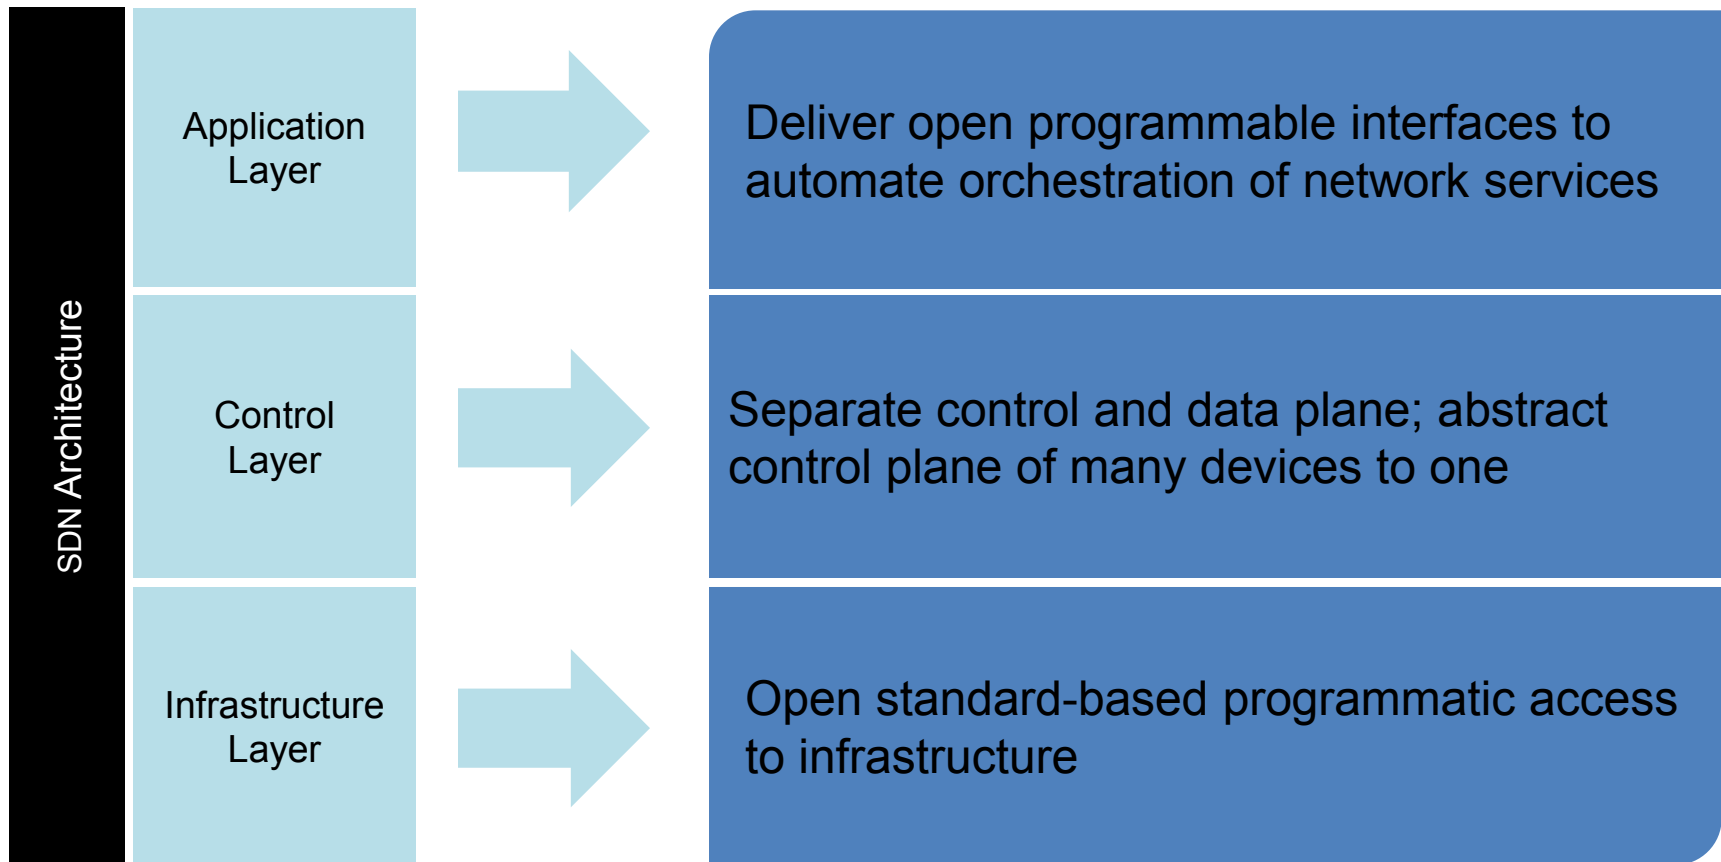 SDN Architecture
Application
Layer
Deliver open programmable interfaces to
automate orchestration of network services
Control
Layer
Separate control and data plane; abstract
control plane of many devices to one
Infrastructure
Layer
Open standard-based programmatic access
to infrastructure